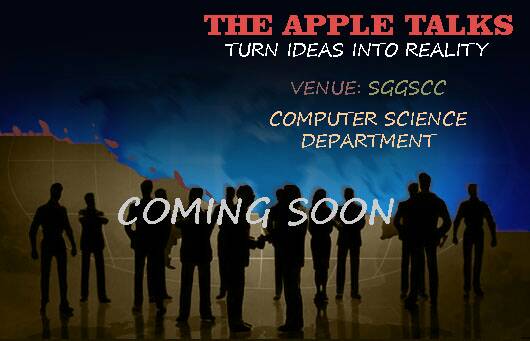 THE APPLE TALKS
TURN IDEAS INTO REALITY
VENUE: SGGSCC
COMPUTER SCIENCE
DEPARTMENT
COMING SOON